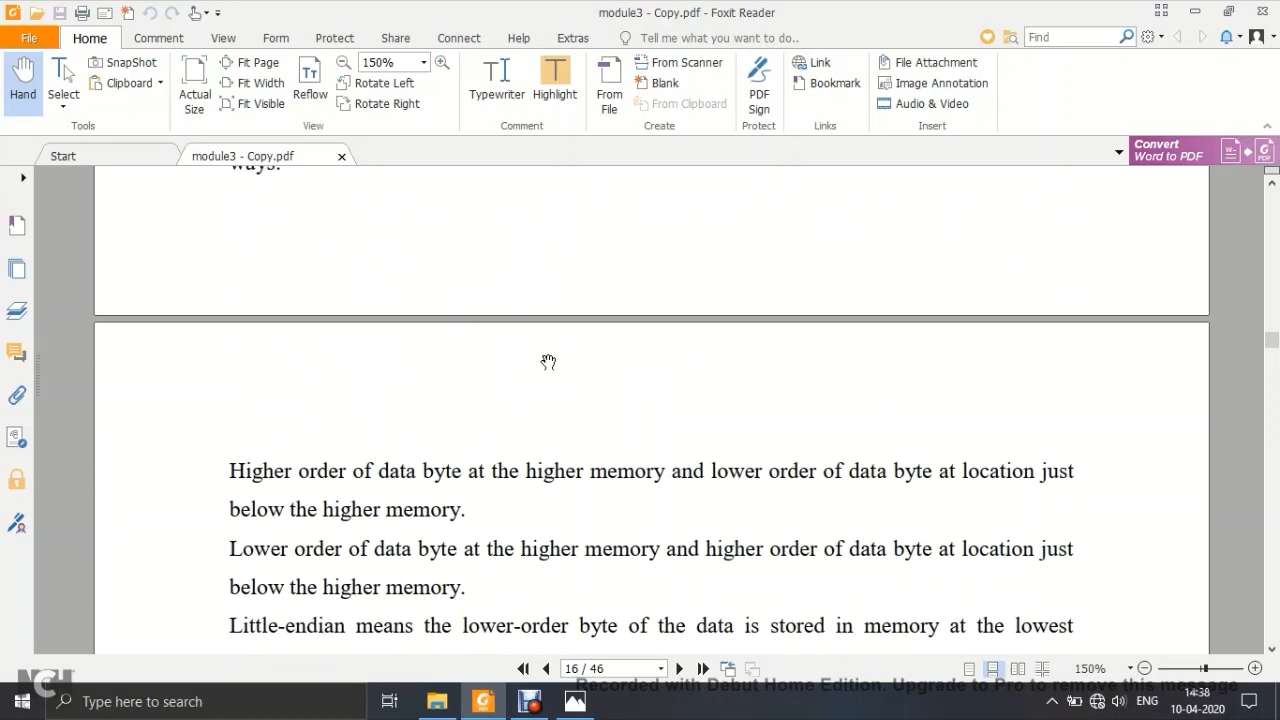 module3 - Copy.pdf - Foxit Reader
File Home Comment View Form Protect Share Connect Help Extras Tell me what you want to do.. Find
Hand Select SnapShot Clipboard Actual Size Fit Page Fit Width Fit Visible Reflow 150% Rotate Left Rotate Right Typewriter Highlight From File From Scanner Blank From Clipboard PDF Sign Link Bookmark File Attachment Image Annotation Audio & Video
Tools View Comment Create Protect Links Insert
Start module3 - Copy.pdf Convert Word to PDF
ways.
Higher order of data byte at the higher memory and lower order of data byte at location just
below the higher memory.
Lower order of data byte at the higher memory and higher order of data byte at location just
below the higher memory.
Little-endian means the lower-order byte of the data is stored in memory at the lowest
16 / 46 150%
NCH
Recorded with Debut Home Edition. Upgrade to Pro to remove this message
Type here to search ENG 14:38
10-04-2020